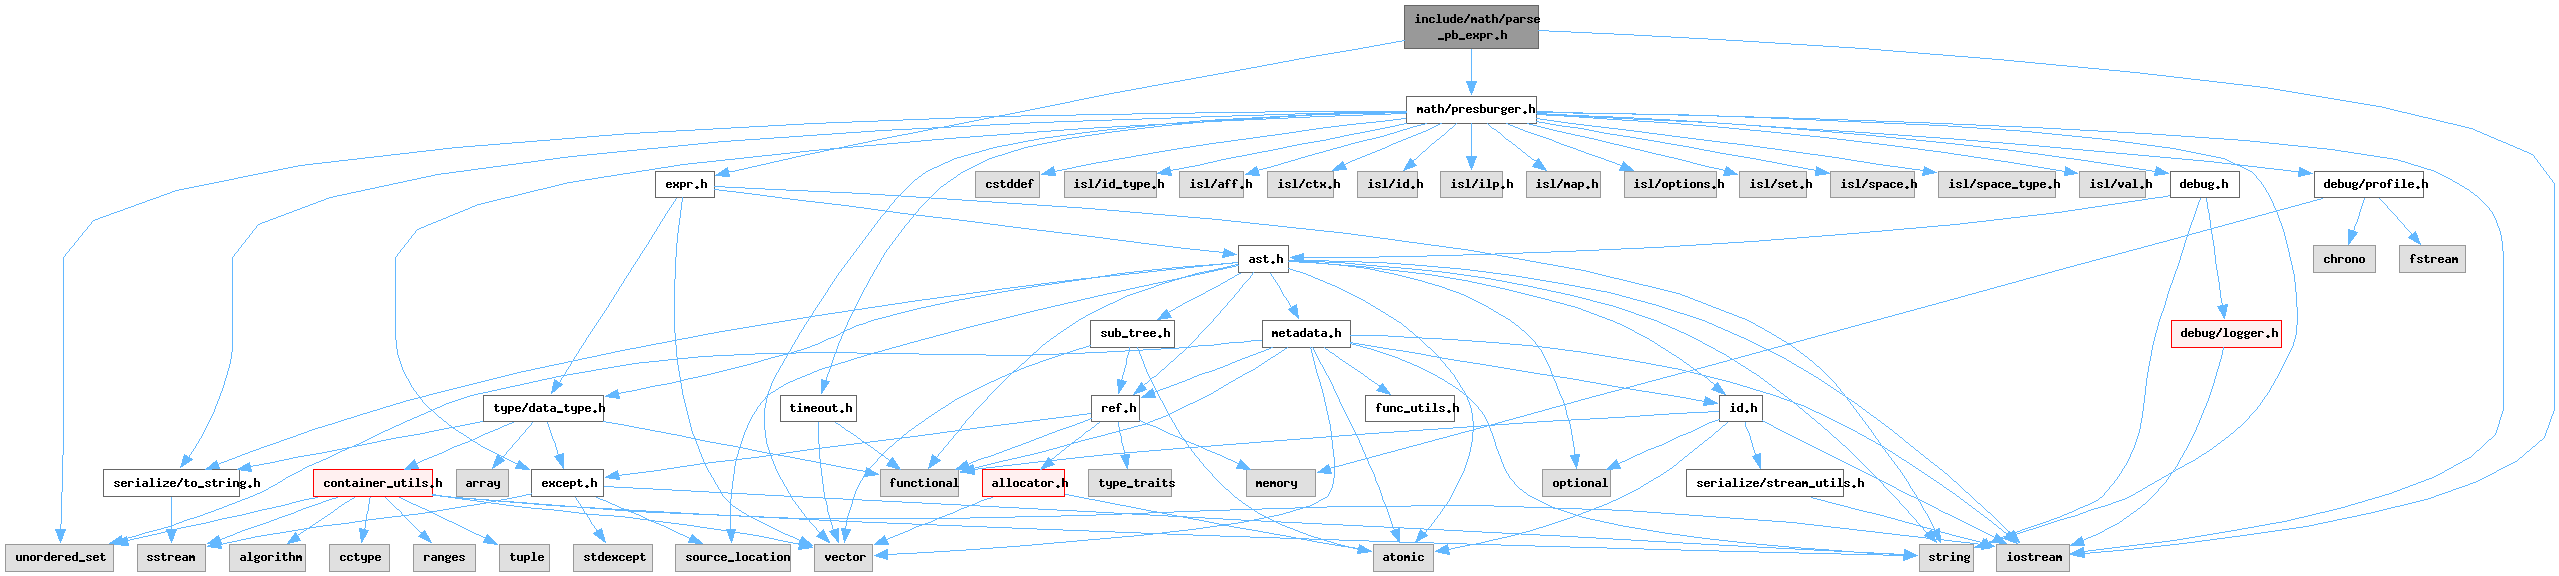 include/math/parse
_pb_expr.h
math/presburger.h
expr.h
cstddef
isl/id_type.h
isl/aff.h
isl/ctx.h
isl/id.h
isl/ilp.h
isl/map.h
isl/options.h
isl/set.h
isl/space.h
isl/space_type.h
isl/val.h
debug.h
debug/profile.h
ast.h
chrono
fstream
sub_tree.h
metadata.h
debug/logger.h
type/data_type.h
timeout.h
ref.h
func_utils.h
id.h
serialize/to_string.h
container_utils.h
array
except.h
functional
allocator.h
type_traits
memory
optional
serialize/stream_utils.h
unordered_set
sstream
algorithm
cctype
ranges
tuple
stdexcept
source_location
vector
atomic
string
iostream